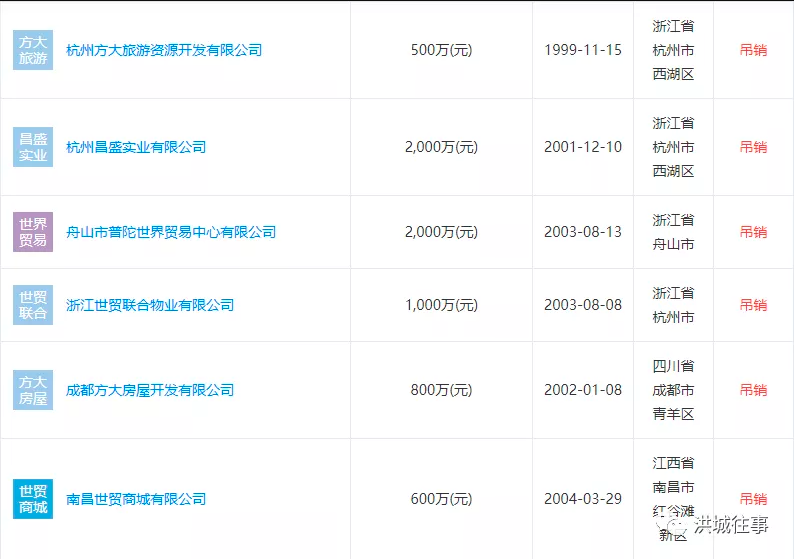 方大
旅游
杭州方大旅游资源开发有限公司
500万(元)
1999-11-15
浙江省
杭州市
西湖区
吊销
昌盛
实业
杭州昌盛实业有限公司
2,000万(元)
2001-12-10
浙江省
杭州市
西湖区
吊销
世界
贸易
舟山市普陀世界贸易中心有限公司
2,000万(元)
2003-08-13
浙江省
舟山市
吊销
世贸
联合
浙江世贸联合物业有限公司
1,000万(元)
2003-08-08
浙江省
杭州市
吊销
方大
房屋
成都方大房屋开发有限公司
800万(元)
2002-01-08
四川省
成都市
青羊区
吊销
世贸
商城
南昌世贸商城有限公司
600万(元)
2004-03-29
江西省
南昌市
红谷滩
新区
吊销
洪城往事